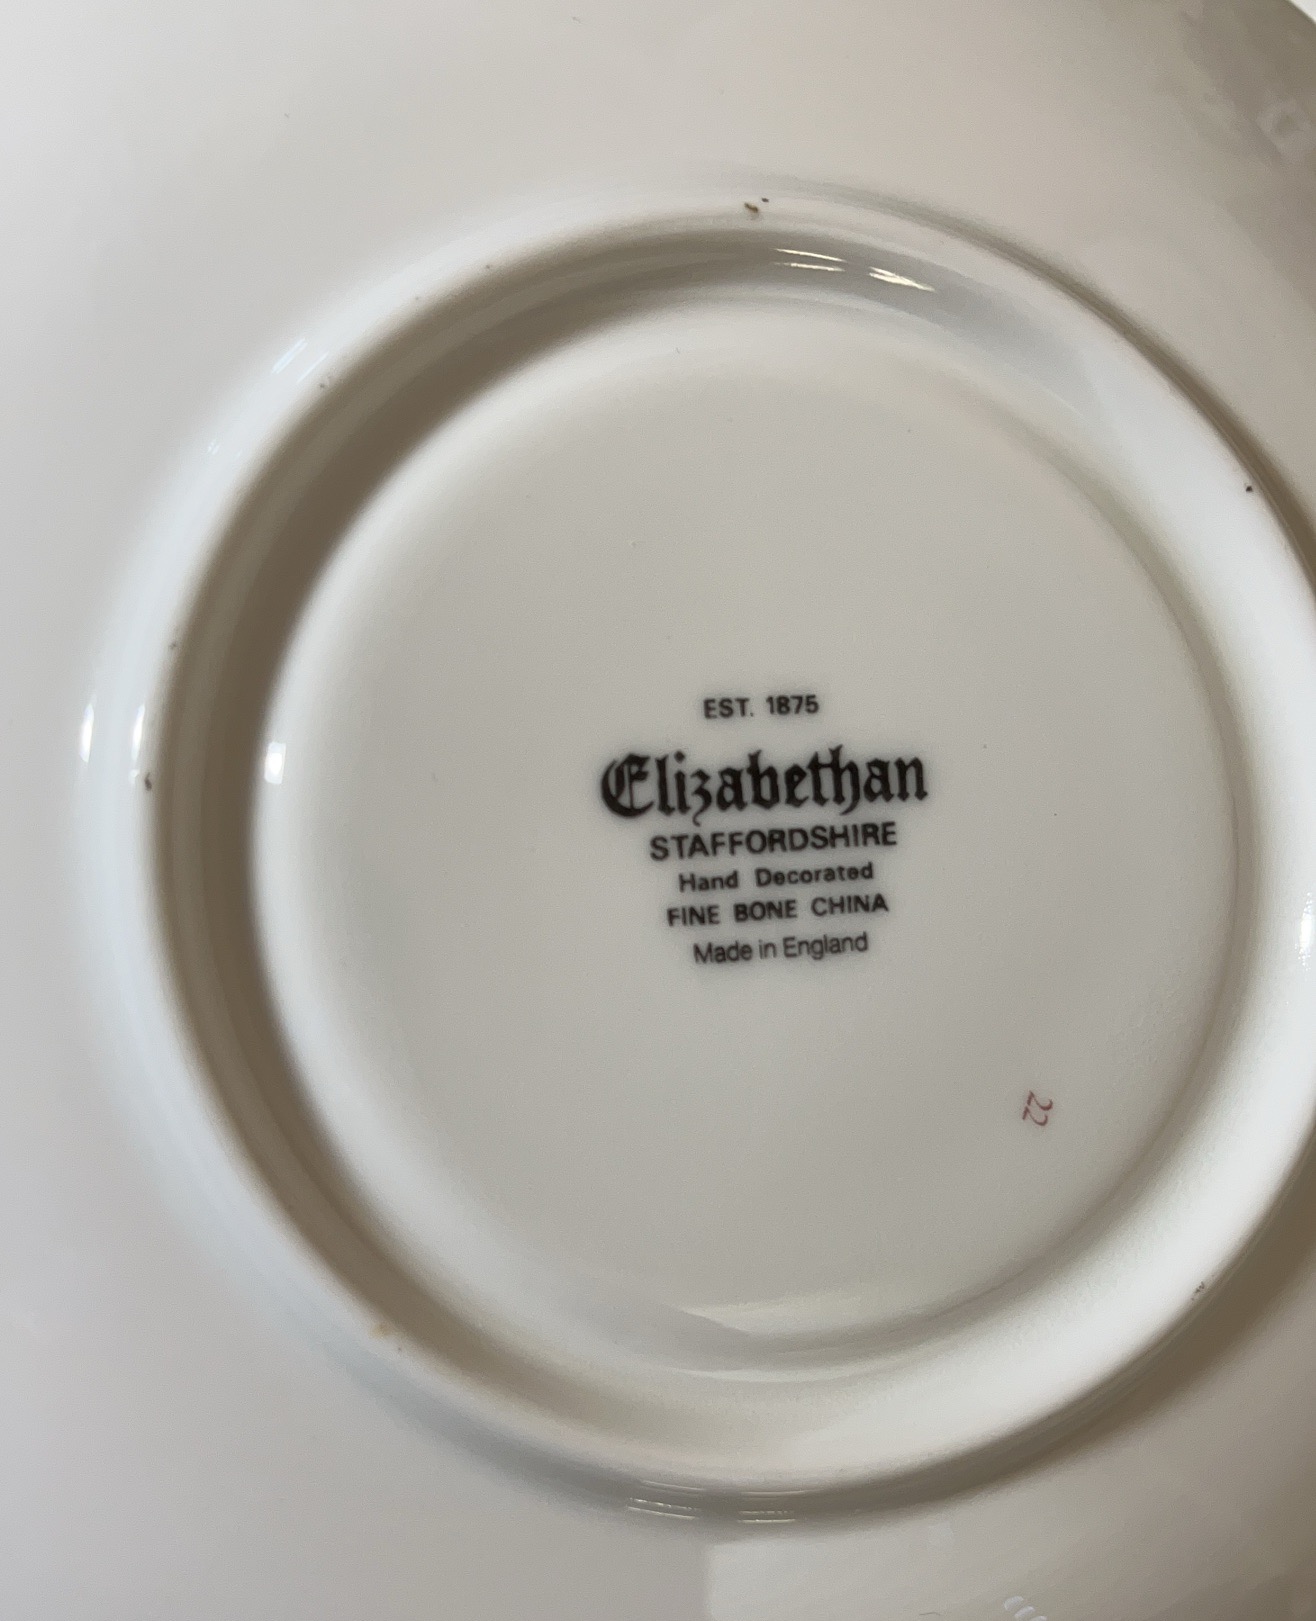 EST. 1875
Elizabethan
STAFFORDSHIRE
Hand Decorated
FINE BONE CHINA
Made in England
22